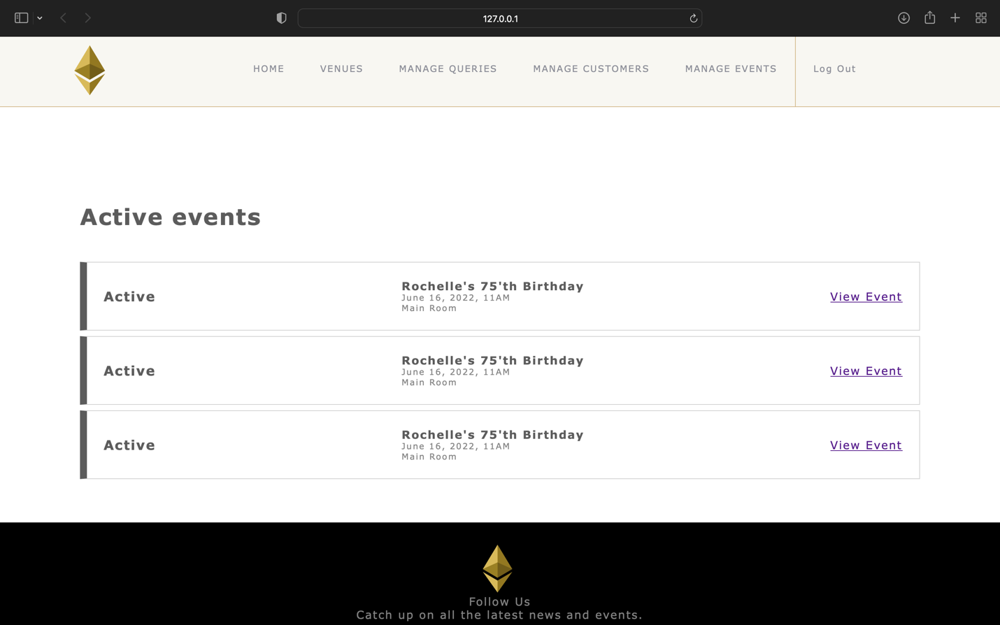 127.0.0.1
HOME VENUES MANAGE QUERIES MANAGE CUSTOMERS MANAGE EVENTS Log Out
Active events
Active
Rochelle's 75'th Birthday
June 16, 2022, 11AM
Main Room
View Event
Active
Rochelle's 75'th Birthday
June 16, 2022, 11AM
Main Room
View Event
Active
Rochelle's 75'th Birthday
June 16, 2022, 11AM
Main Room
View Event
Follow Us
Catch up on all the latest news and events.